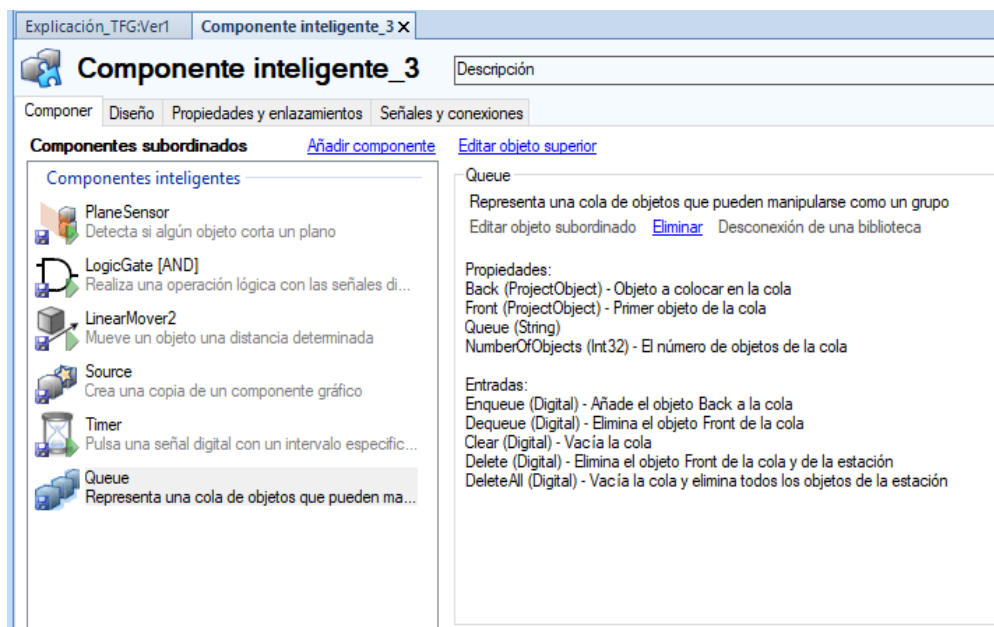 Explicación_TFG:Ver1
Componente inteligente_3 X
Componente inteligente_3
Descripción
Componer
Diseño
Propiedades y enlazamientos
Señales y conexiones
Componentes subordinados
Añadir componente
Editar objeto superior
Componentes inteligentes
PlaneSensor
Detecta si algún objeto corta un plano
LogicGate [AND]
Realiza una operación lógica con las señales di...
LinearMover2
Mueve un objeto una distancia determinada
Source
Crea una copia de un componente gráfico
Timer
Pulsa una señal digital con un intervalo especific...
Queue
Representa una cola de objetos que pueden ma...
Queue
Representa una cola de objetos que pueden manipularse como un grupo
Editar objeto subordinado Eliminar Desconexión de una biblioteca
Propiedades:
Back (ProjectObject) - Objeto a colocar en la cola
Front (ProjectObject) - Primer objeto de la cola
Queue (String)
NumberOfObjects (Int32) - El número de objetos de la cola
Entradas:
Enqueue (Digital) - Añade el objeto Back a la cola
Dequeue (Digital) - Elimina el objeto Front de la cola
Clear (Digital) - Vacía la cola
Delete (Digital) - Elimina el objeto Front de la cola y de la estación
DeleteAll (Digital) - Vacía la cola y elimina todos los objetos de la estación